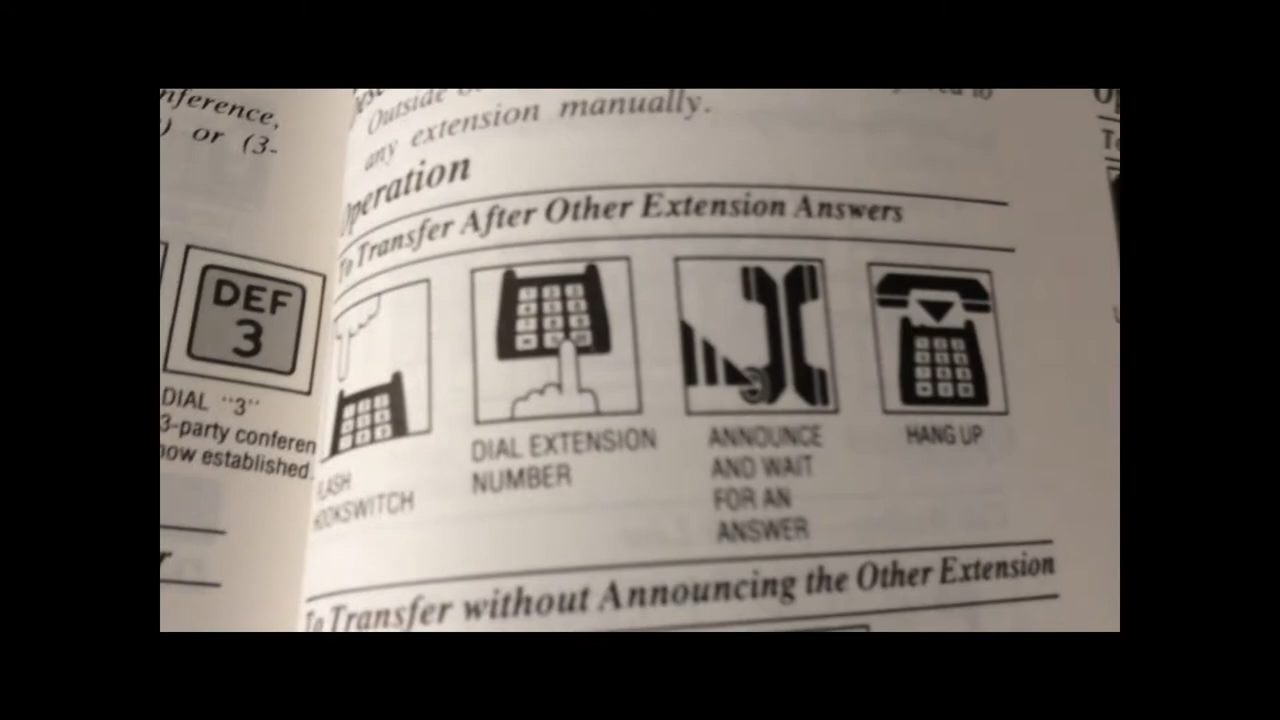 nference,
) or (3-
DEF
3
DIAL "3"
3-party conferen
now established.
Outside
any extension manually.
Operation
To Transfer After Other Extension Answers
FLASH
HOOKSWITCH
DIAL EXTENSION
NUMBER
ANNOUNCE
AND WAIT
FOR AN
ANSWER
HANG UP
To Transfer without Announcing the Other Extension